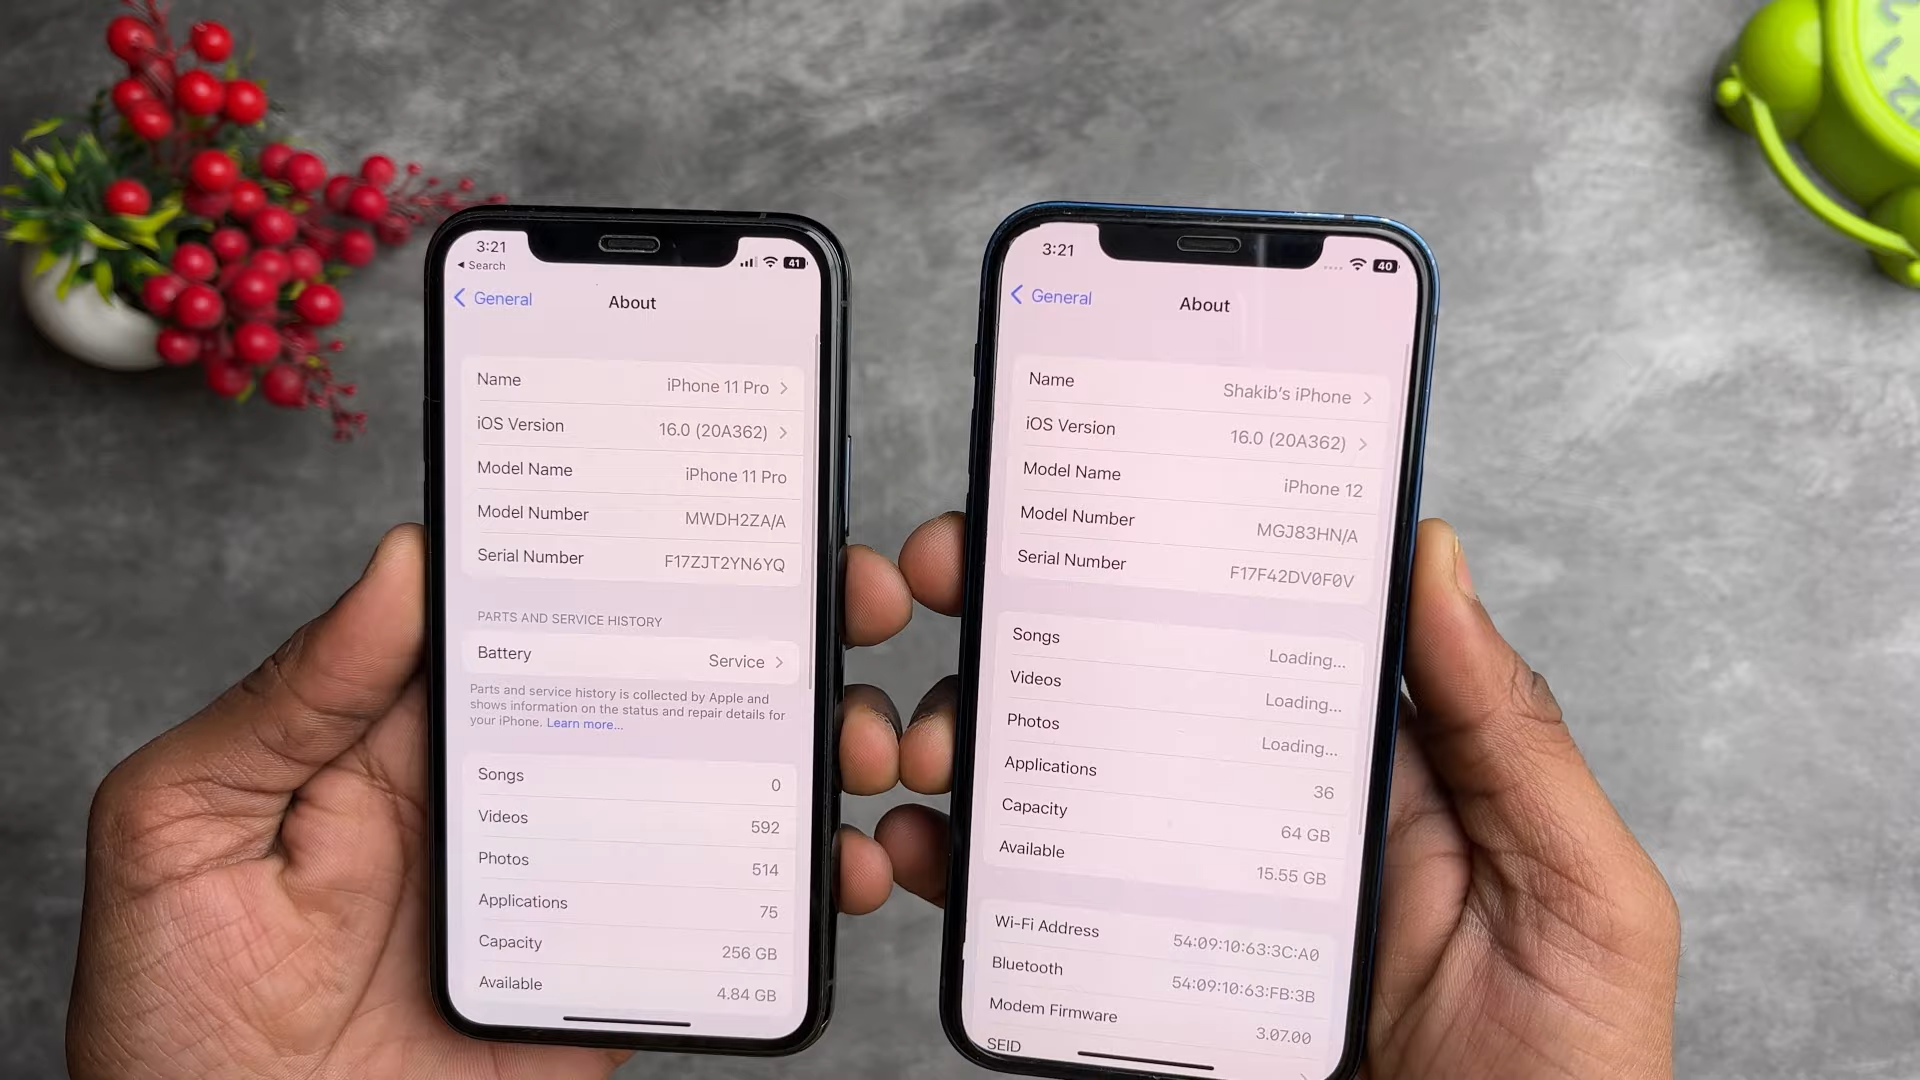 3:21
◂ Search
41
General
About
Name iPhone 11 Pro
iOS Version 16.0 (20A362)
Model Name iPhone 11 Pro
Model Number MWDH2ZA/A
Serial Number F17ZJT2YN6YQ
PARTS AND SERVICE HISTORY
Battery Service
Parts and service history is collected by Apple and
shows information on the status and repair details for
your iPhone. Learn more...
Songs 0
Videos 592
Photos 514
Applications 75
Capacity 256 GB
Available 4.84 GB
3:21
40
General
About
Name Shakib's iPhone
iOS Version 16.0 (20A362)
Model Name iPhone 12
Model Number MGJ83HN/A
Serial Number F17F42DV0F0V
Songs Loading...
Videos Loading...
Photos Loading...
Applications 36
Capacity 64 GB
Available 15.55 GB
Wi-Fi Address 54:09:10:63:3C:A0
Bluetooth 54:09:10:63:FB:3B
Modem Firmware 3.07.00
SEID